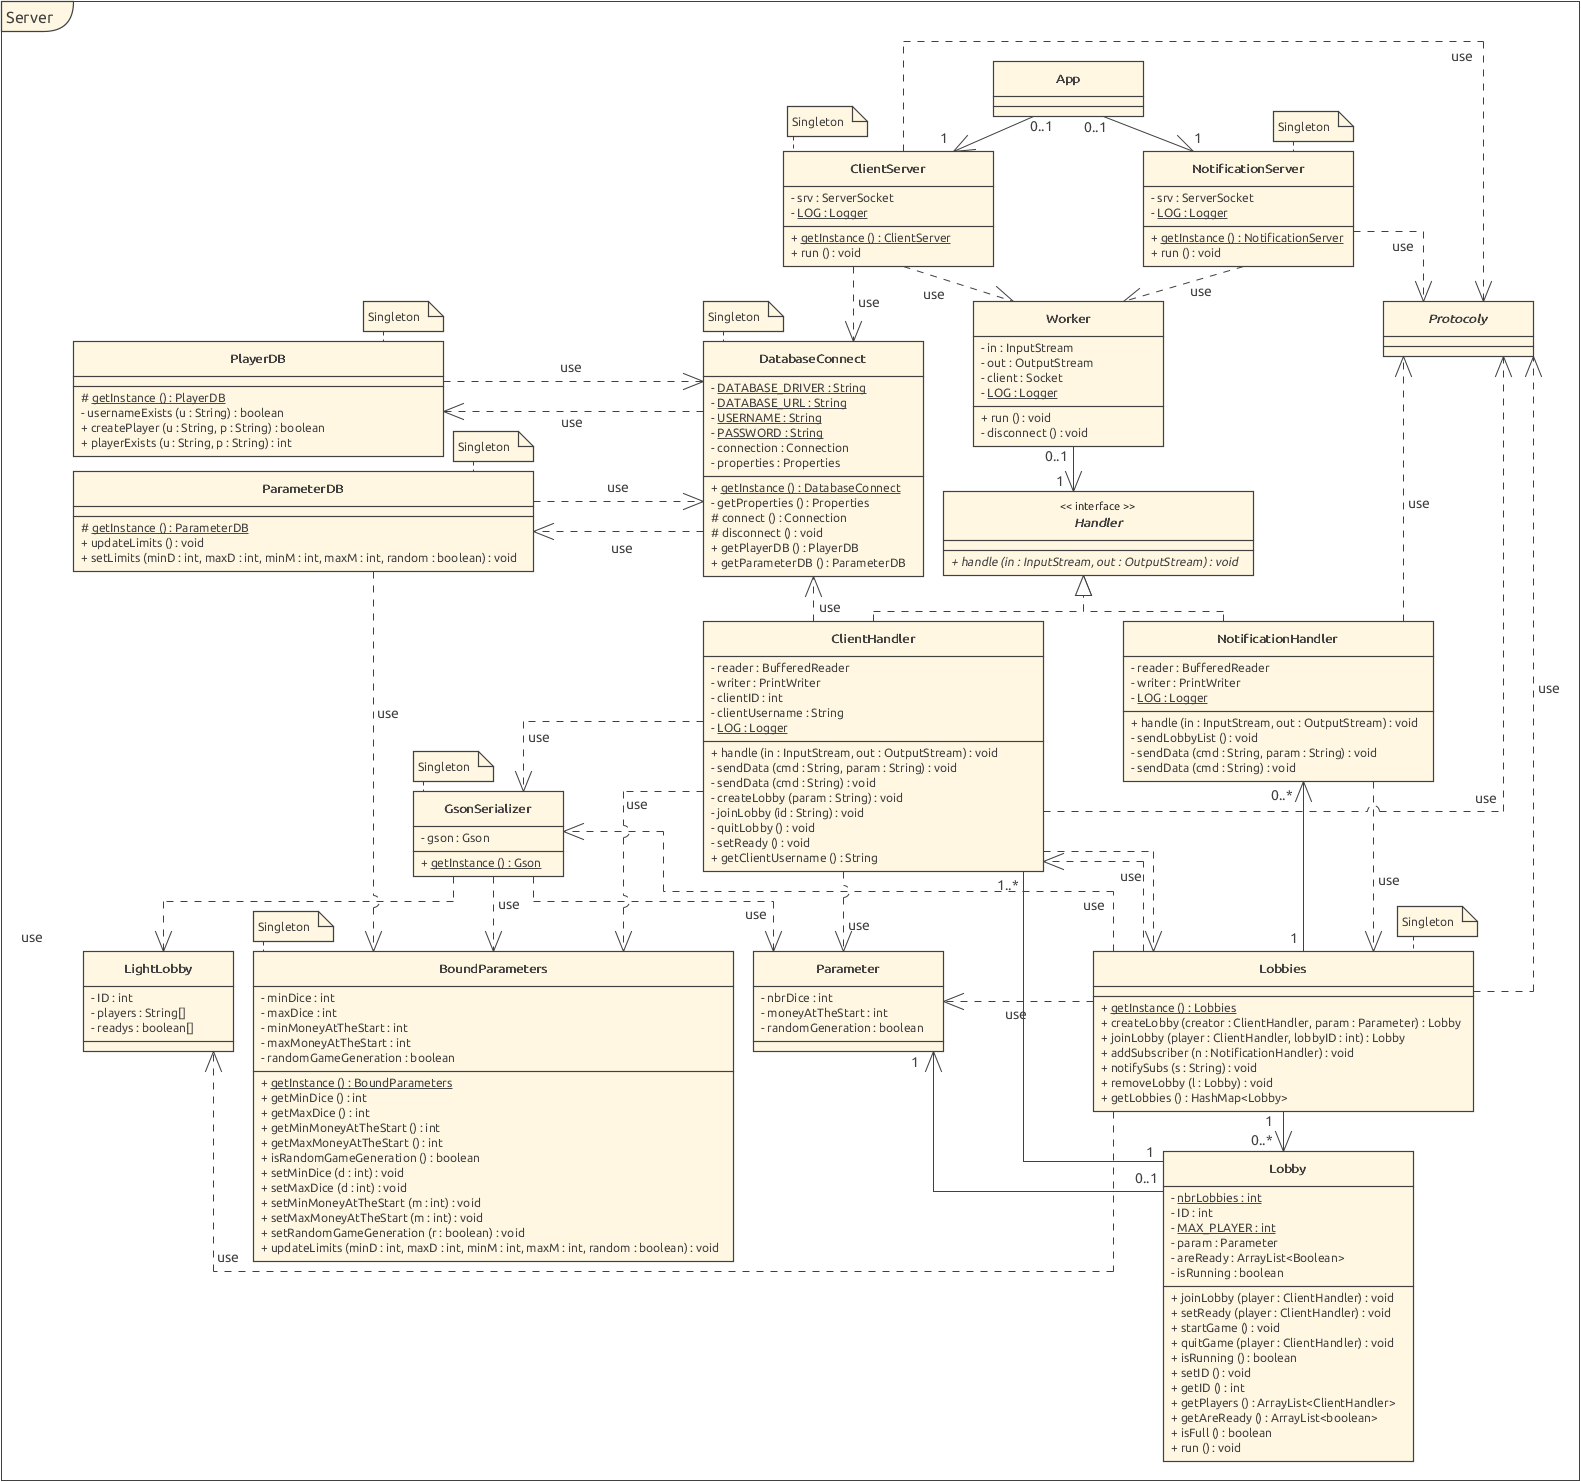 Server
use
App
0..1
0..1
1
1
Singleton
Singleton
ClientServer
- srv : ServerSocket
- LOG : Logger
+ getInstance () : ClientServer
+ run () : void
NotificationServer
- srv : ServerSocket
- LOG : Logger
+ getInstance () : NotificationServer
+ run () : void
use
use
use
use
Singleton
Singleton
PlayerDB
# getInstance () : PlayerDB
- usernameExists (u : String) : boolean
+ createPlayer (u : String, p : String) : boolean
+ playerExists (u : String, p : String) : int
use
use
DatabaseConnect
- DATABASE_DRIVER : String
- DATABASE_URL : String
- USERNAME : String
- PASSWORD : String
- connection : Connection
- properties : Properties
+ getInstance () : DatabaseConnect
- getProperties () : Properties
# connect () : Connection
# disconnect () : void
+ getPlayerDB () : PlayerDB
+ getParameterDB () : ParameterDB
Worker
- in : InputStream
- out : OutputStream
- client : Socket
- LOG : Logger
+ run () : void
- disconnect () : void
Protocoly
Singleton
ParameterDB
# getInstance () : ParameterDB
+ updateLimits () : void
+ setLimits (minD : int, maxD : int, minM : int, maxM : int, random : boolean) : void
use
use
0..1
1
<< interface >>
Handler
+ handle (in : InputStream, out : OutputStream) : void
use
use
ClientHandler
- reader : BufferedReader
- writer : PrintWriter
- clientID : int
- clientUsername : String
- LOG : Logger
+ handle (in : InputStream, out : OutputStream) : void
- sendData (cmd : String, param : String) : void
- sendData (cmd : String) : void
- createLobby (param : String) : void
- joinLobby (id : String) : void
- quitLobby () : void
- setReady () : void
+ getClientUsername () : String
NotificationHandler
- reader : BufferedReader
- writer : PrintWriter
- LOG : Logger
+ handle (in : InputStream, out : OutputStream) : void
- sendLobbyList () : void
- sendData (cmd : String, param : String) : void
- sendData (cmd : String) : void
use
use
use
Singleton
GsonSerializer
- gson : Gson
+ getInstance () : Gson
use
0..*
use
use
use
1..*
use
use
use
use
use
Singleton
Singleton
1
LightLobby
- ID : int
- players : String[]
- readys : boolean[]
BoundParameters
- minDice : int
- maxDice : int
- minMoneyAtTheStart : int
- maxMoneyAtTheStart : int
- randomGameGeneration : boolean
+ getInstance () : BoundParameters
+ getMinDice () : int
+ getMaxDice () : int
+ getMinMoneyAtTheStart () : int
+ getMaxMoneyAtTheStart () : int
+ isRandomGameGeneration () : boolean
+ setMinDice (d : int) : void
+ setMaxDice (d : int) : void
+ setMinMoneyAtTheStart (m : int) : void
+ setMaxMoneyAtTheStart (m : int) : void
+ setRandomGameGeneration (r : boolean) : void
+ updateLimits (minD : int, maxD : int, minM : int, maxM : int, random : boolean) : void
Parameter
- nbrDice : int
- moneyAtTheStart : int
- randomGeneration : boolean
use
1
Lobbies
+ getInstance () : Lobbies
+ createLobby (creator : ClientHandler, param : Parameter) : Lobby
+ joinLobby (player : ClientHandler, lobbyID : int) : Lobby
+ addSubscriber (n : NotificationHandler) : void
+ notifySubs (s : String) : void
+ removeLobby (l : Lobby) : void
+ getLobbies () : HashMap<Lobby>
1
0..*
1
0..1
use
Lobby
- nbrLobbies : int
- ID : int
- MAX_PLAYER : int
- param : Parameter
- areReady : ArrayList<Boolean>
- isRunning : boolean
+ joinLobby (player : ClientHandler) : void
+ setReady (player : ClientHandler) : void
+ startGame () : void
+ quitGame (player : ClientHandler) : void
+ isRunning () : boolean
+ setID () : void
+ getID () : int
+ getPlayers () : ArrayList<ClientHandler>
+ getAreReady () : ArrayList<boolean>
+ isFull () : boolean
+ run () : void